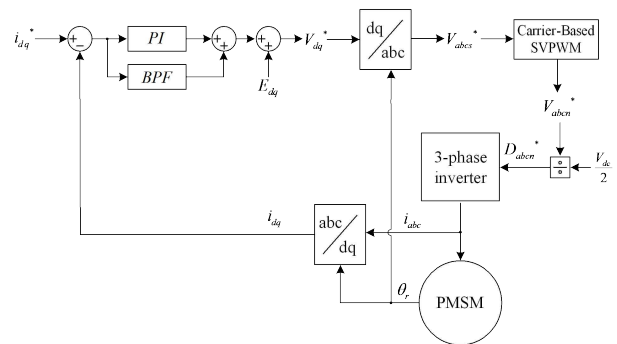 i_dq*
+
−
PI
BPF
+
+
+
+
E_dq
V_dq*
dq
abc
V_abcs*
Carrier-Based
SVPWM
V_abcn*
D_abcn*
÷
V_dc
2
3-phase
inverter
i_dq
abc
dq
i_abc
θ_r
PMSM